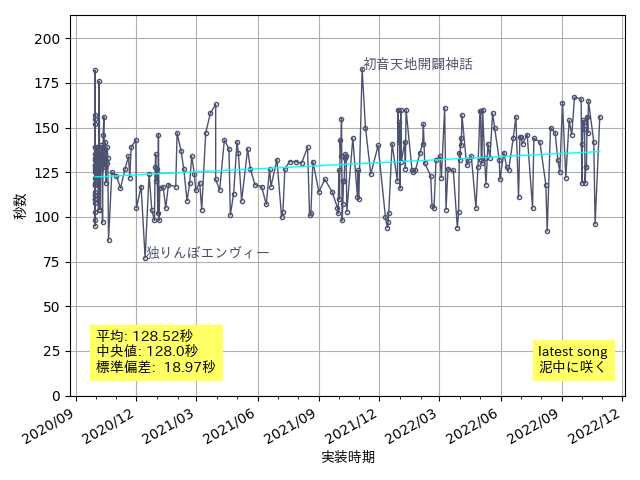 200
175
150
125
100
75
50
25
0
秒数
初音天地開闢神話
独りんぼエンヴィー
平均: 128.52秒
中央値: 128.0秒
標準偏差: 18.97秒
latest song
泥中に咲く
2020/09
2020/12
2021/03
2021/06
2021/09
2021/12
2022/03
2022/06
2022/09
2022/12
実装時期